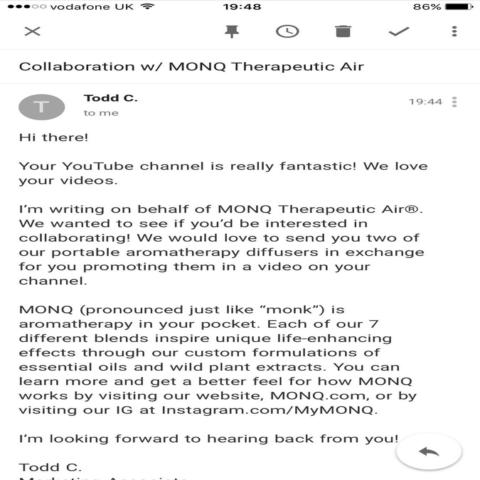 vodafone UK 19:48 86%
Collaboration w/ MONQ Therapeutic Air
T
Todd C.
19:44
to me
Hi there!
Your YouTube channel is really fantastic! We love
your videos.
I'm writing on behalf of MONQ Therapeutic Air®.
We wanted to see if you'd be interested in
collaborating! We would love to send you two of
our portable aromatherapy diffusers in exchange
for you promoting them in a video on your
channel.
MONQ (pronounced just like “monk”) is
aromatherapy in your pocket. Each of our 7
different blends inspire unique life-enhancing
effects through our custom formulations of
essential oils and wild plant extracts. You can
learn more and get a better feel for how MONQ
works by visiting our website, MONQ.com, or by
visiting our IG at Instagram.com/MyMONQ.
I'm looking forward to hearing back from you!
Todd C.
Marketing Associate